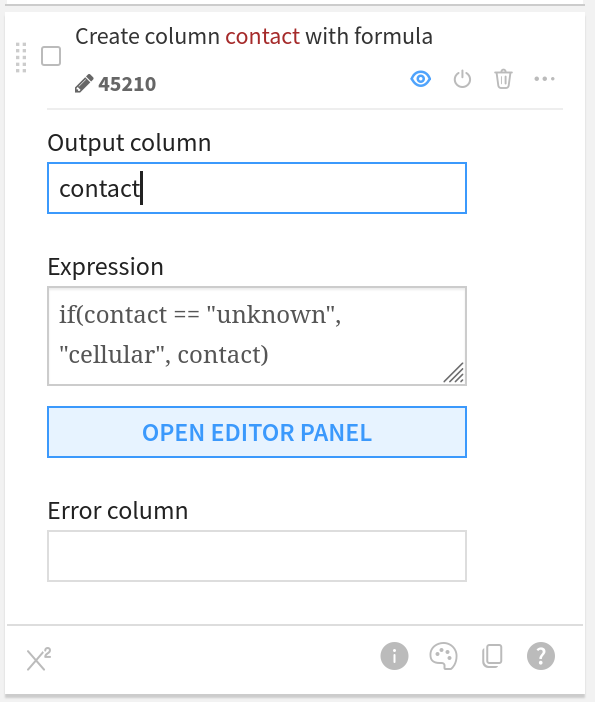 Create column contact with formula
45210
Output column
contact
Expression
if(contact == "unknown",
"cellular", contact)
OPEN EDITOR PANEL
Error column
X²